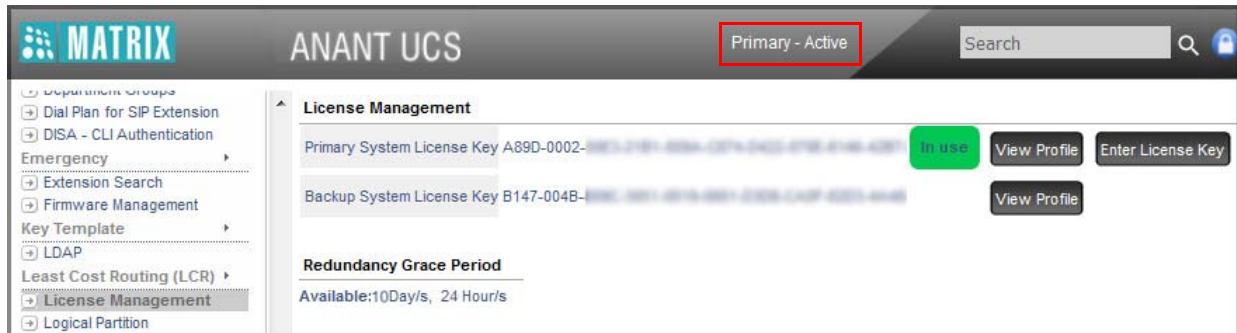 MATRIX ANANT UCS Primary - Active Search
Department Groups
Dial Plan for SIP Extension
DISA - CLI Authentication
Emergency
Extension Search
Firmware Management
Key Template
LDAP
Least Cost Routing (LCR)
License Management
Logical Partition
License Management
Primary System License Key A89D-0002- In use View Profile Enter License Key
Backup System License Key B147-004B- View Profile
Redundancy Grace Period
Available:10Day/s, 24 Hour/s